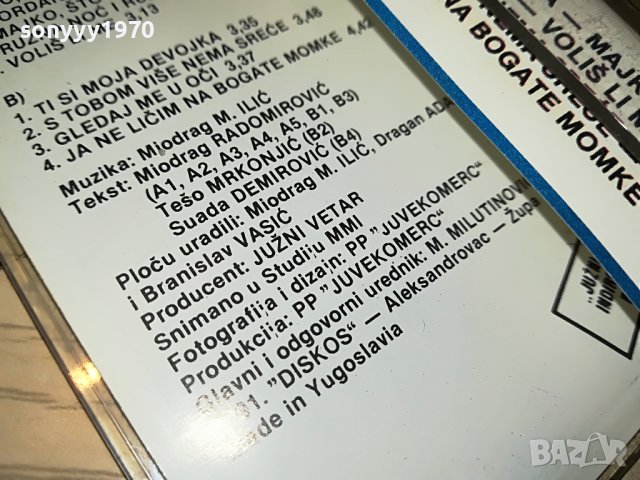 sonyyy1970
VOLIŠ
B)
1. TI SI MOJA DEVOJKA 3,35
2. S TOBOM VIŠE NEMA SREĆE 3,48
3. GLEDAJ ME U OČI 3,37
4. JA NE LIČIM NA BOGATE MOMKE 4,42
Muzika: Miodrag M. ILIĆ
Tekst: Miodrag RADOMIROVIĆ
(A1, A2, A3, A4, A5, B1, B3)
Tešo MRKONJIĆ (B2)
Suada DEMIROVIĆ (B4)
Ploču uradili: Miodrag M. ILIĆ, Dragan
i Branislav VASIĆ
Producent: JUŽNI VETAR
Snimano u Studiju MMI
Fotografija i dizajn: PP "JUVEKOMERC"
Produkcija: PP "JUVEKOMERC"
Glavni i odgovorni urednik: M. MILUTINOVI
"DISKOS" — Aleksandrovac — Župa
in Yugoslavia
— MAJK
— VOLIŠ LI
NA BOGATE MOMKE
BAZAR